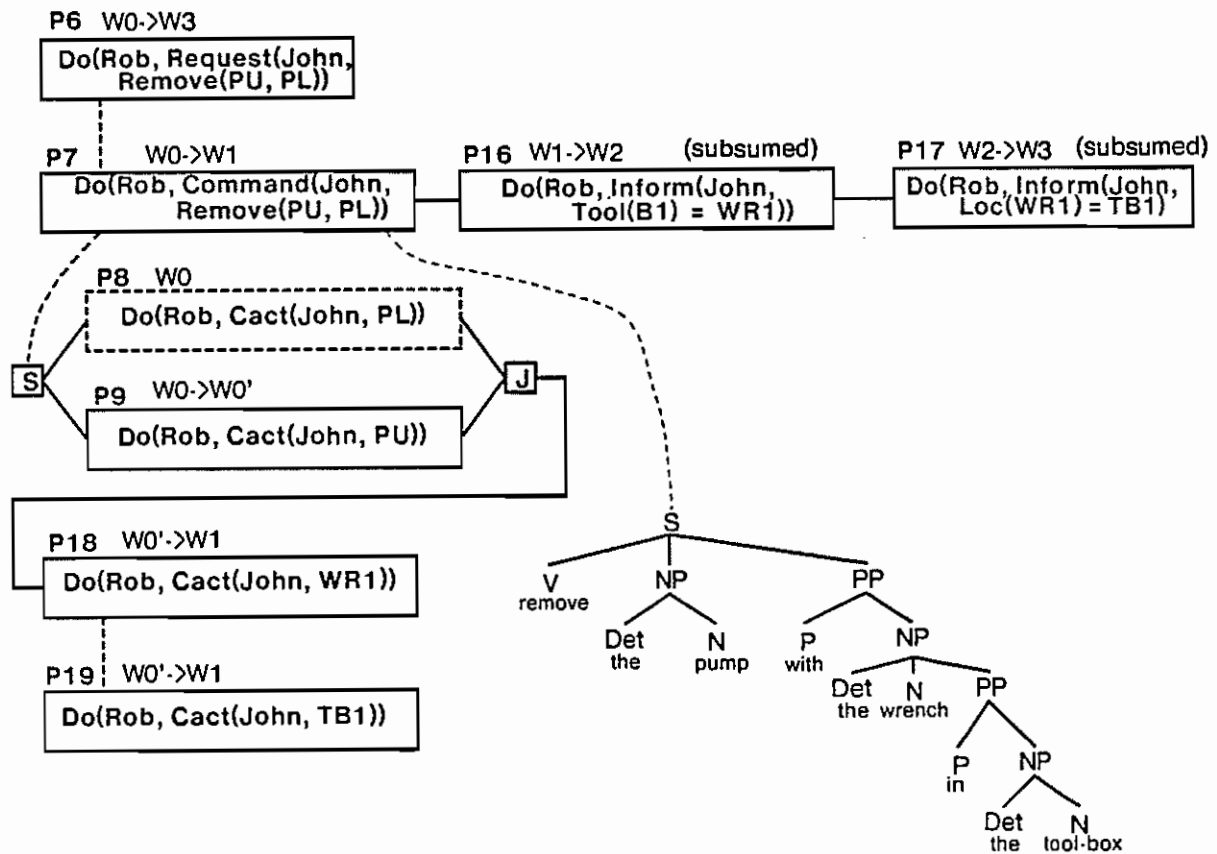 P6 W0->W3
Do(Rob, Request(John,
Remove(PU, PL))
P7 W0->W1
Do(Rob, Command(John,
Remove(PU, PL))
P16 W1->W2 (subsumed)
Do(Rob, Inform(John,
Tool(B1) = WR1))
P17 W2->W3 (subsumed)
Do(Rob, Inform(John,
Loc(WR1) = TB1)
P8 W0
Do(Rob, Cact(John, PL))
S
J
P9 W0->W0'
Do(Rob, Cact(John, PU))
P18 W0'->W1
Do(Rob, Cact(John, WR1))
P19 W0'->W1
Do(Rob, Cact(John, TB1))
S
V NP PP
remove
Det N P NP
the pump with
Det N PP
the wrench
P NP
in
Det N
the tool-box